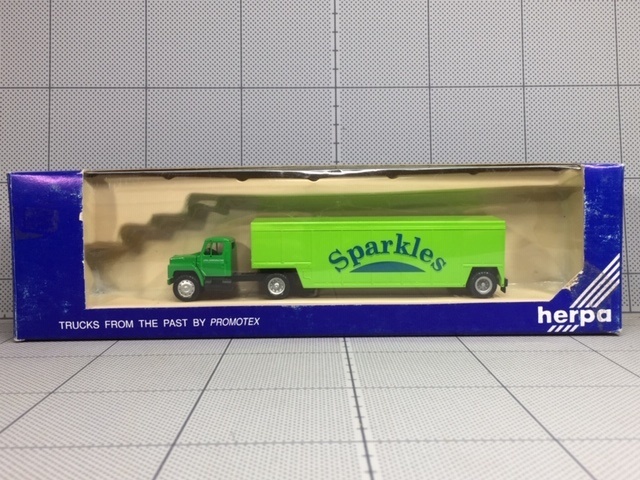 Sparkles
TRUCKS FROM THE PAST BY PROMOTEX
herpa